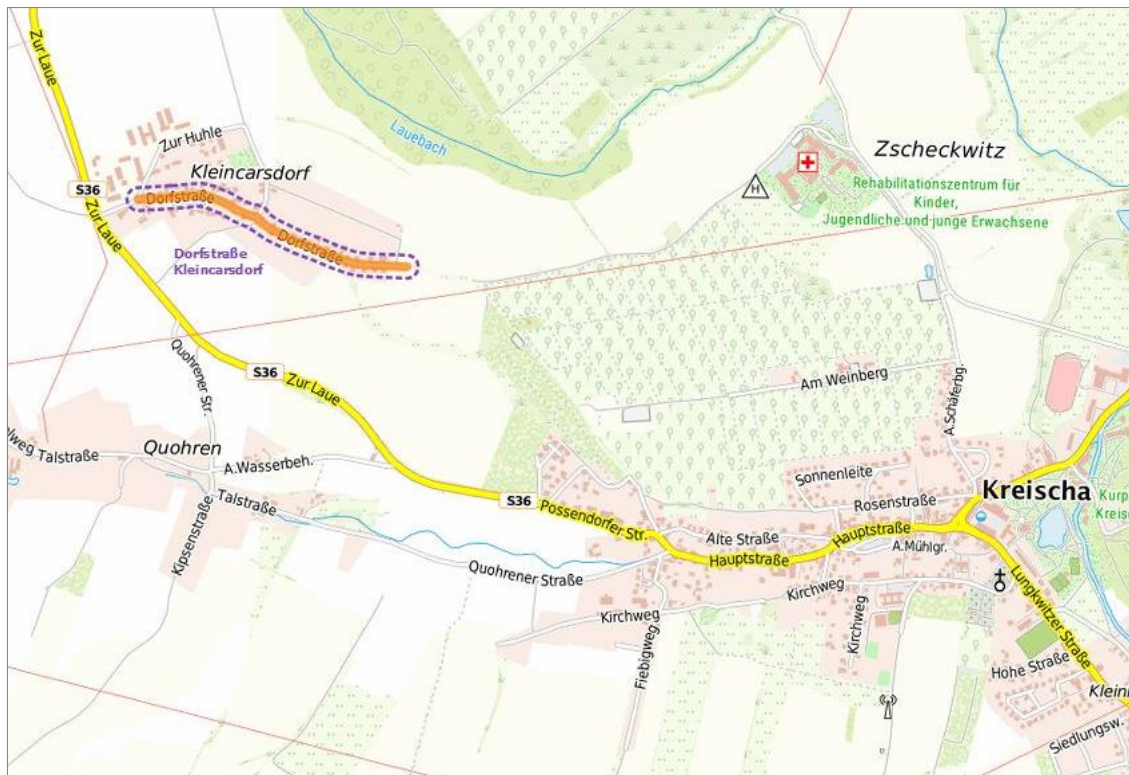 Zur Laue
Zur Huhle
Kleincarsdorf
S36
Dorfstraße
Zur Laue
Dorfstraße
Dorfstraße
Kleincarsdorf
Lauebach
Zscheckwitz
H
Rehabilitationszentrum für
Kinder,
Jugendliche und junge Erwachsene
Quohrener Str.
S36
Zur Laue
Am Weinberg
A.Schäferbg.
Quohren
Talstraße
A.Wasserbeh.
Talstraße
Kipsenstraße
S36
Possendorfer Str.
Sonnenleite
Rosenstraße
Kreischa
Alte Straße
Hauptstraße
Hauptstraße
A.Mühlgr.
Quohrener Straße
Kirchweg
Kirchweg
Kirchweg
Fiebigweg
Lungkwitzer Straße
Hohe Straße
Siedlungsw.